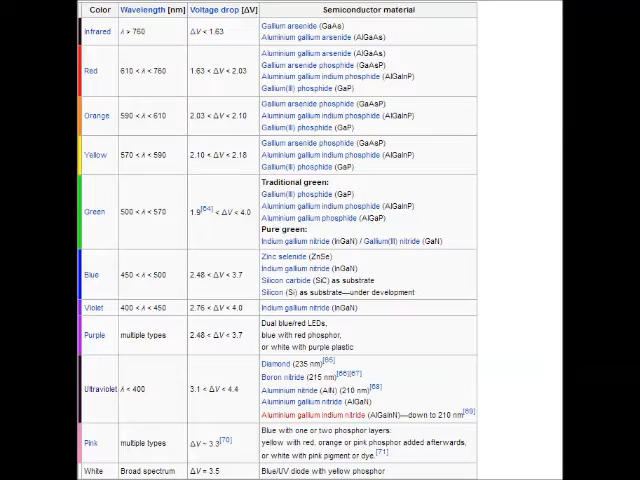 Color Wavelength [nm] Voltage drop [ΔV] Semiconductor material
Infrared λ > 760 ΔV < 1.63 Gallium arsenide (GaAs)
Aluminium gallium arsenide (AlGaAs)
Red 610 < λ < 760 1.63 < ΔV < 2.03 Aluminium gallium arsenide (AlGaAs)
Gallium arsenide phosphide (GaAsP)
Aluminium gallium indium phosphide (AlGaInP)
Gallium(III) phosphide (GaP)
Orange 590 < λ < 610 2.03 < ΔV < 2.10 Gallium arsenide phosphide (GaAsP)
Aluminium gallium indium phosphide (AlGaInP)
Gallium(III) phosphide (GaP)
Yellow 570 < λ < 590 2.10 < ΔV < 2.18 Gallium arsenide phosphide (GaAsP)
Aluminium gallium indium phosphide (AlGaInP)
Gallium(III) phosphide (GaP)
Green 500 < λ < 570 1.9[64] < ΔV < 4.0 Traditional green:
Gallium(III) phosphide (GaP)
Aluminium gallium indium phosphide (AlGaInP)
Aluminium gallium phosphide (AlGaP)
Pure green:
Indium gallium nitride (InGaN) / Gallium(III) nitride (GaN)
Blue 450 < λ < 500 2.48 < ΔV < 3.7 Zinc selenide (ZnSe)
Indium gallium nitride (InGaN)
Silicon carbide (SiC) as substrate
Silicon (Si) as substrate—under development
Violet 400 < λ < 450 2.76 < ΔV < 4.0 Indium gallium nitride (InGaN)
Purple multiple types 2.48 < ΔV < 3.7 Dual blue/red LEDs,
blue with red phosphor,
or white with purple plastic
Ultraviolet λ < 400 3.1 < ΔV < 4.4 Diamond (235 nm)[65]
Boron nitride (215 nm)[66][67]
Aluminium nitride (AlN) (210 nm)[68]
Aluminium gallium nitride (AlGaN)
Aluminium gallium indium nitride (AlGaInN)—down to 210 nm[69]
Pink multiple types ΔV ~ 3.3[70] Blue with one or two phosphor layers:
yellow with red, orange or pink phosphor added afterwards,
or white with pink pigment or dye.[71]
White Broad spectrum ΔV = 3.5 Blue/UV diode with yellow phosphor